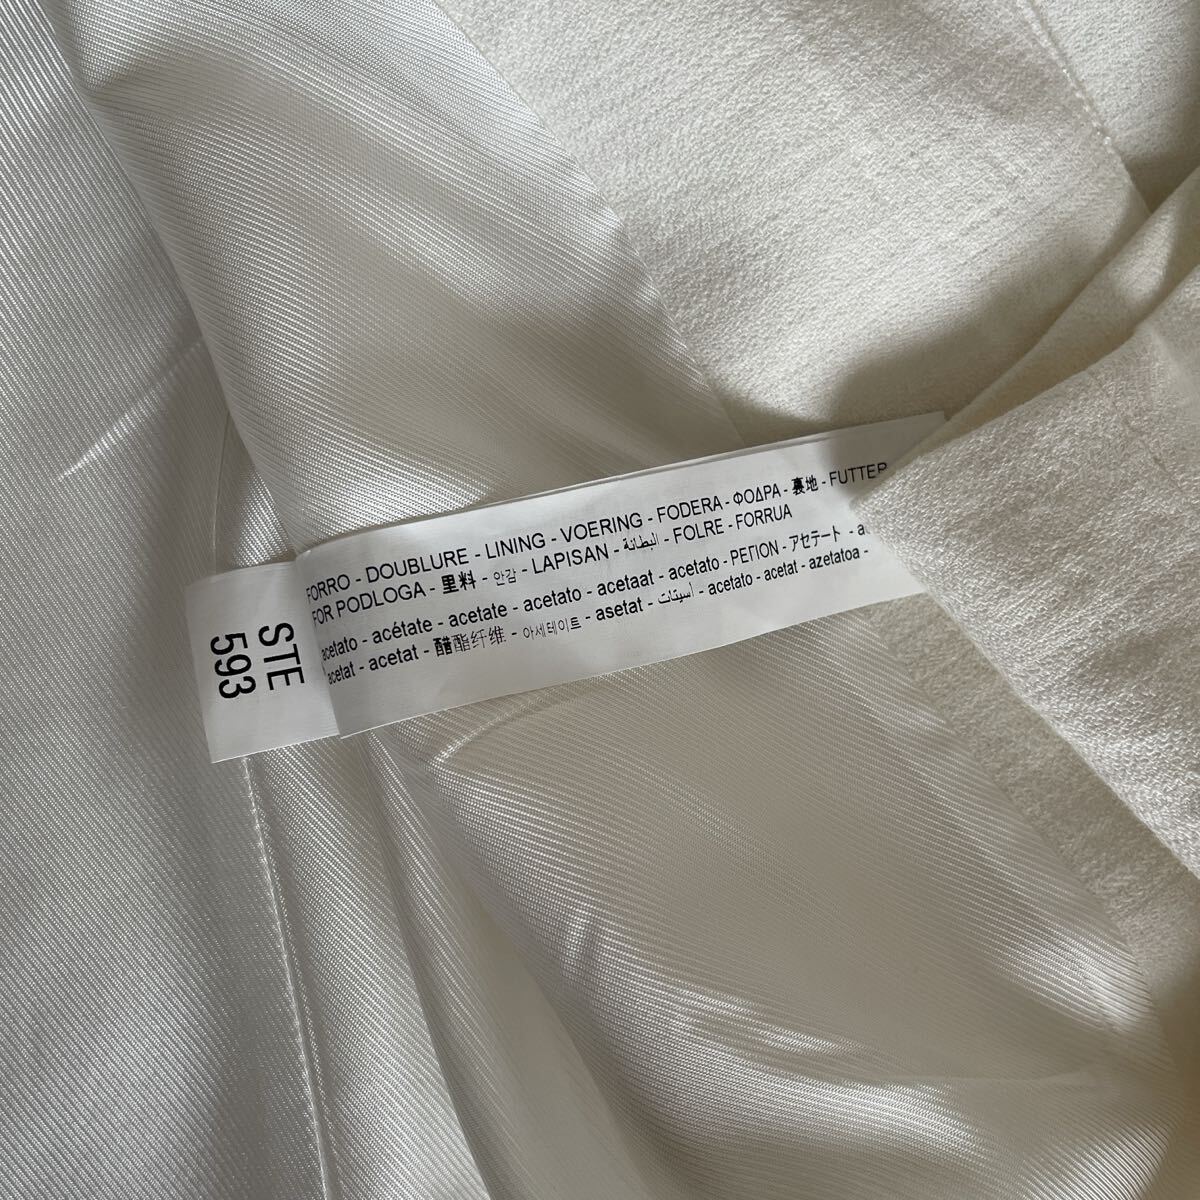 FORRO - DOUBLURE - LINING - VOERING - FODERA - ΦΟΔΡΑ - 裏地 - FUTTER
FOR PODLOGA - 里料 - 안감 - LAPISAN - البطانة - FOLRE - FORRUA
acetato - acétate - acetate - acetato - acetaat - acetato - ΡΕΓΙΟΝ - アセテート -
acetat - acetat - 醋酯纤维 - 아세테이트 - asetat - أسيتات - acetato - acetat - azetatoa -
STE
593